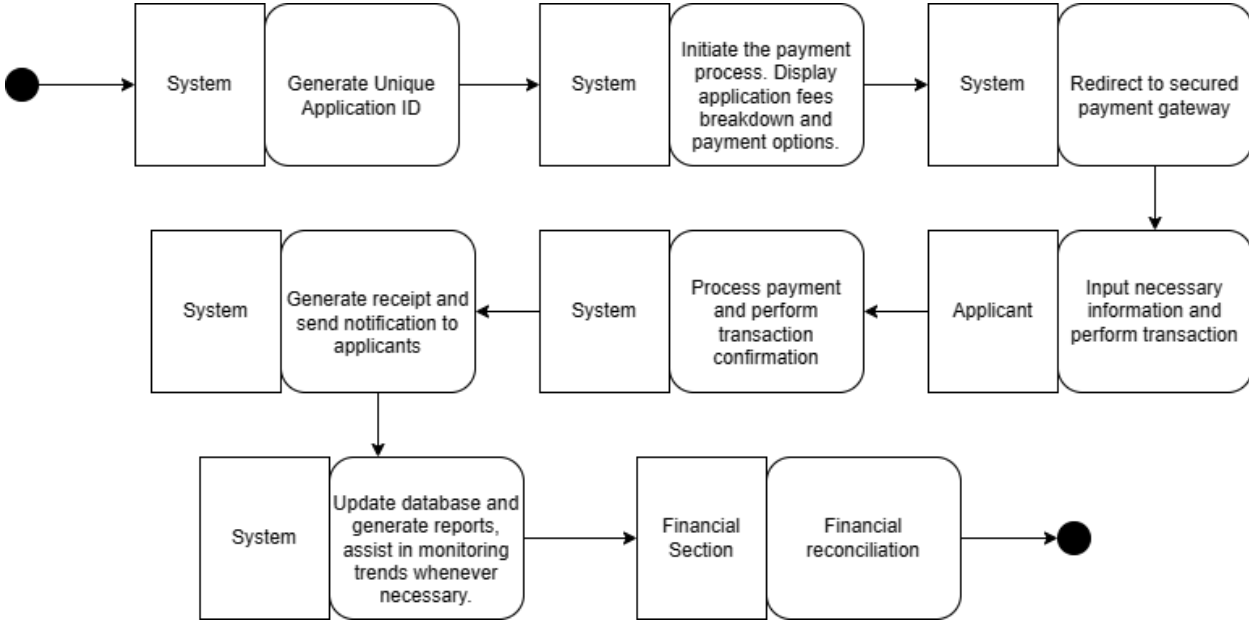 System
Generate Unique
Application ID
System
Initiate the payment
process. Display
application fees
breakdown and
payment options.
System
Redirect to secured
payment gateway
Applicant
Input necessary
information and
perform transaction
System
Process payment
and perform
transaction
confirmation
System
Generate receipt and
send notification to
applicants
System
Update database and
generate reports,
assist in monitoring
trends whenever
necessary.
Financial
Section
Financial
reconciliation